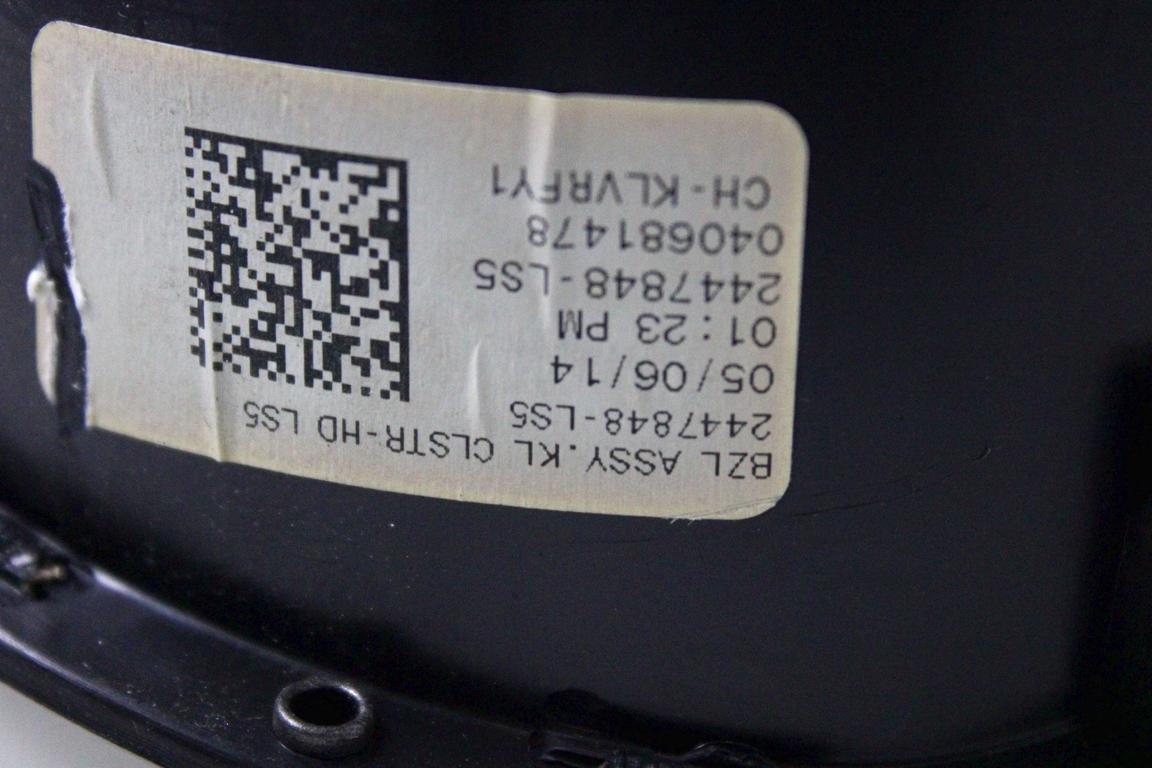 BZL ASSY.KL CLSTR-HD LS5
2447848-LS5
05/06/14
01:23 PM
2447848-LS5
040681478
CH-KLVRFY1